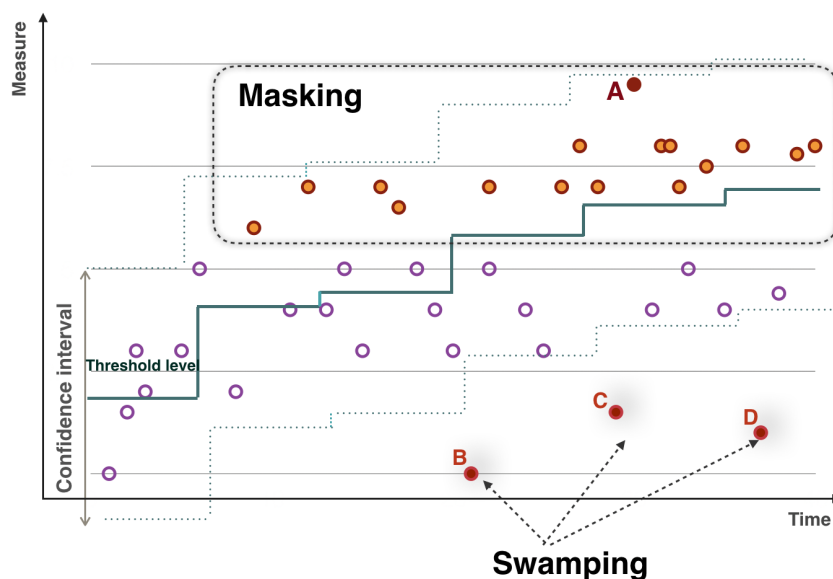 Measure
Masking
A
Threshold level
Confidence interval
C
D
B
Time
Swamping